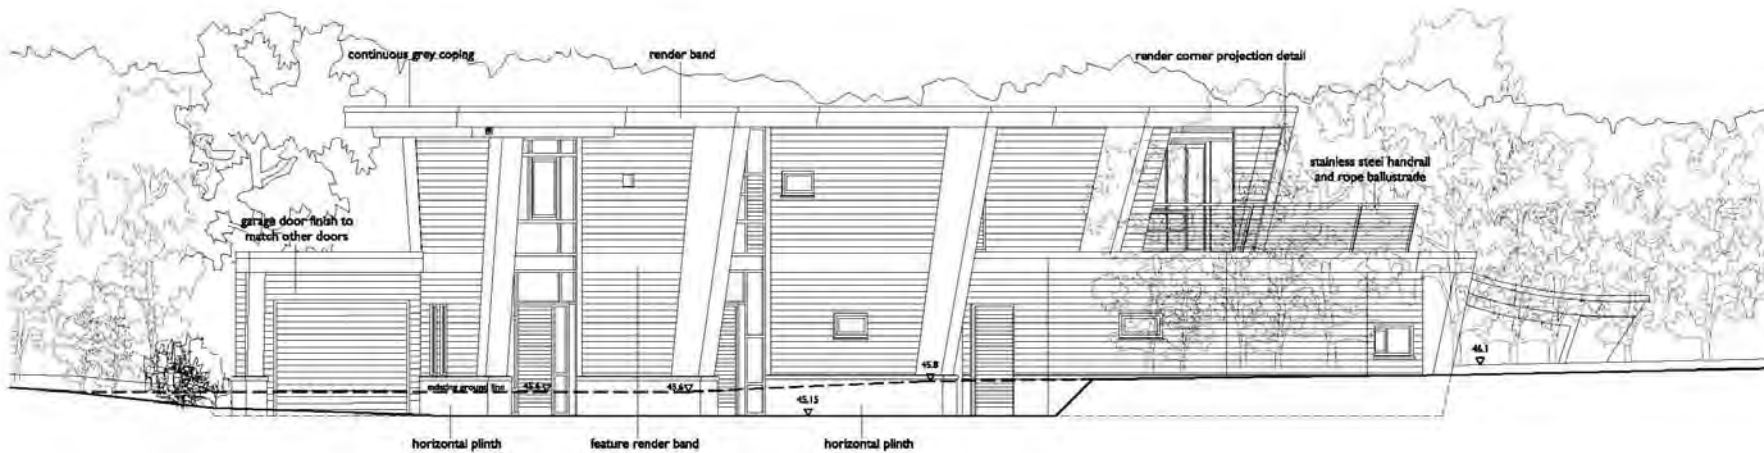 continuous grey coping
render band
render corner projection detail
stainless steel handrail
and rope ballustrade
garage door finish to
match other doors
45.8
46.1
existing ground line
45.6
45.6
45.15
horizontal plinth
feature render band
horizontal plinth